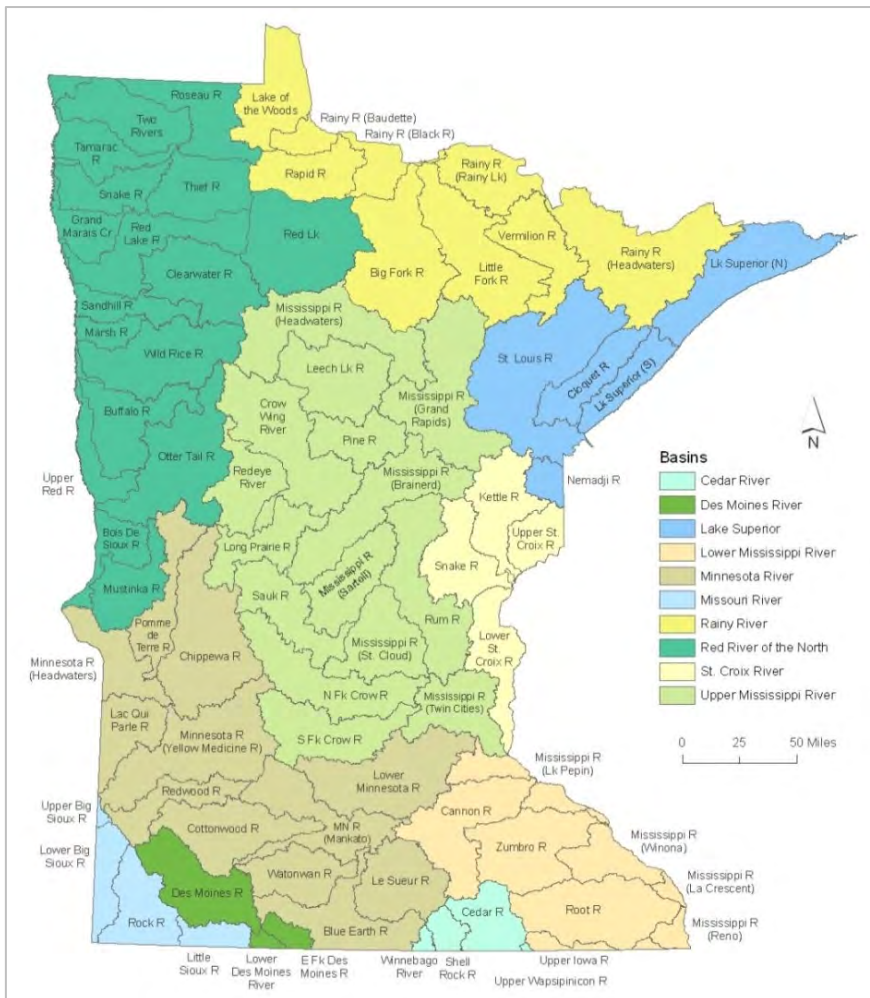 Roseau R
Lake of
the Woods
Two
Rivers
Rainy R (Baudette)
Rainy R (Black R)
Tamarac
R
Rainy R
(Rainy Lk)
Rapid R
Thief R
Snake R
Grand
Marais Cr
Red
Lake R
Red Lk
Vermilion R
Rainy R
(Headwaters)
Lk Superior (N)
Clearwater R
Big Fork R
Little
Fork R
Sandhill R
Mississippi R
(Headwaters)
Marsh R
Wild Rice R
St. Louis R
Leech Lk R
Cloquet R
Lk Superior (S)
Crow
Wing
River
Mississippi R
(Grand
Rapids)
Buffalo R
Pine R
N
Otter Tail R
Upper
Red R
Redeye
River
Mississippi R
(Brainerd)
Kettle R
Nemadji R
Basins
Cedar River
Des Moines River
Lake Superior
Lower Mississippi River
Minnesota River
Missouri River
Rainy River
Red River of the North
St. Croix River
Upper Mississippi River
Bois De
Sioux R
Long Prairie R
Upper St.
Croix R
Mississippi R
(Sartell)
Snake R
Mustinka R
Sauk R
Pomme
de
Terre R
Rum R
Lower
St.
Croix R
Minnesota R
(Headwaters)
Chippewa R
Mississippi R
(St. Cloud)
N Fk Crow R
Mississippi R
(Twin Cities)
Lac Qui
Parle R
Minnesota R
(Yellow Medicine R)
S Fk Crow R
0 25 50 Miles
Mississippi R
(Lk Pepin)
Lower
Minnesota R
Redwood R
Upper Big
Sioux R
Cannon R
Cottonwood R
MN R
(Mankato)
Mississippi R
(Winona)
Lower Big
Sioux R
Zumbro R
Watonwan R
Le Sueur R
Mississippi R
(La Crescent)
Des Moines R
Cedar R
Root R
Rock R
Mississippi R
(Reno)
Blue Earth R
Little
Sioux R
Lower
Des Moines
River
E Fk Des
Moines R
Winnebago
River
Shell
Rock R
Upper Iowa R
Upper Wapsipinicon R